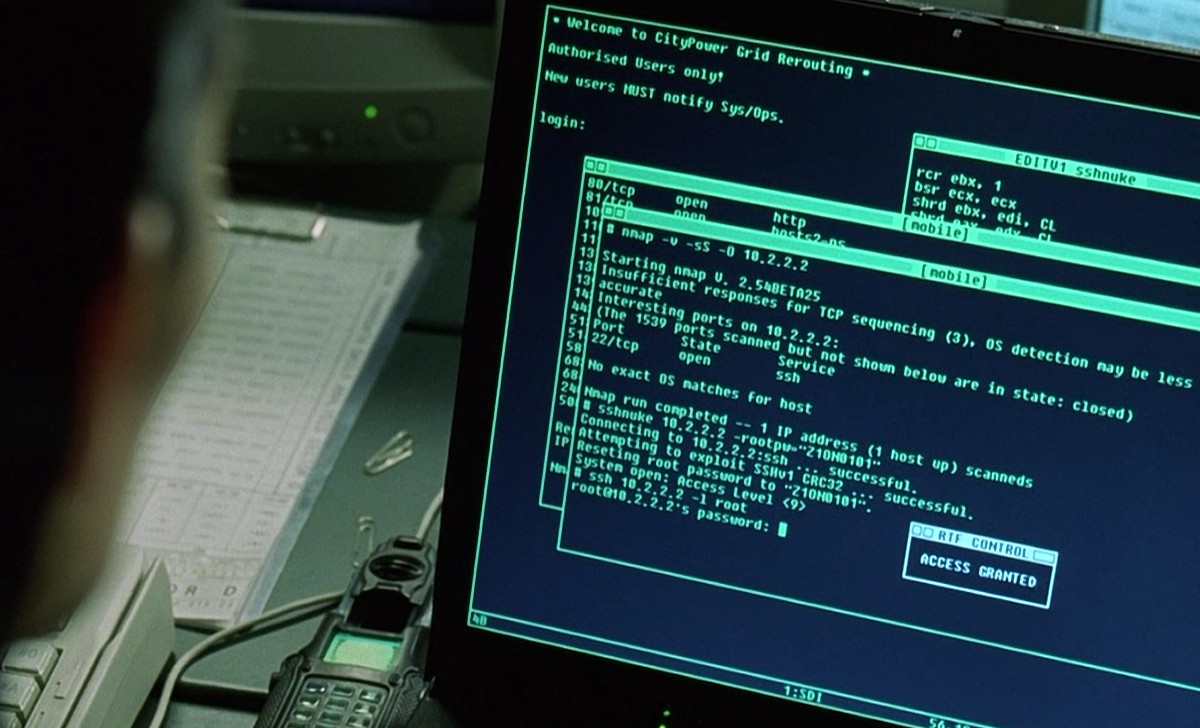 * Welcome to CityPower Grid Rerouting *
Authorised Users only!
New users MUST notify Sys/Ops.
login:
EDITV1 sshnuke
rcr ebx, 1
bsr ecx, ecx
shrd ebx, edi, CL
[mobile]
80/tcp open http
81/tcp open hosts2-ns
[mobile]
# nmap -v -sS -O 10.2.2.2
Starting nmap V. 2.54BETA25
Insufficient responses for TCP sequencing (3), OS detection may be less
accurate
Interesting ports on 10.2.2.2:
(The 1539 ports scanned but not shown below are in state: closed)
Port State Service
22/tcp open ssh
No exact OS matches for host
Nmap run completed -- 1 IP address (1 host up) scanneds
# sshnuke 10.2.2.2 -rootpw="Z10N0101"
Connecting to 10.2.2.2:ssh ... successful.
Attempting to exploit SSHv1 CRC32 ... successful.
Reseting root password to "Z10N0101".
System open: Access Level <9>
# ssh 10.2.2.2 -l root
root@10.2.2.2's password:
RTF CONTROL
ACCESS GRANTED
1:SDI